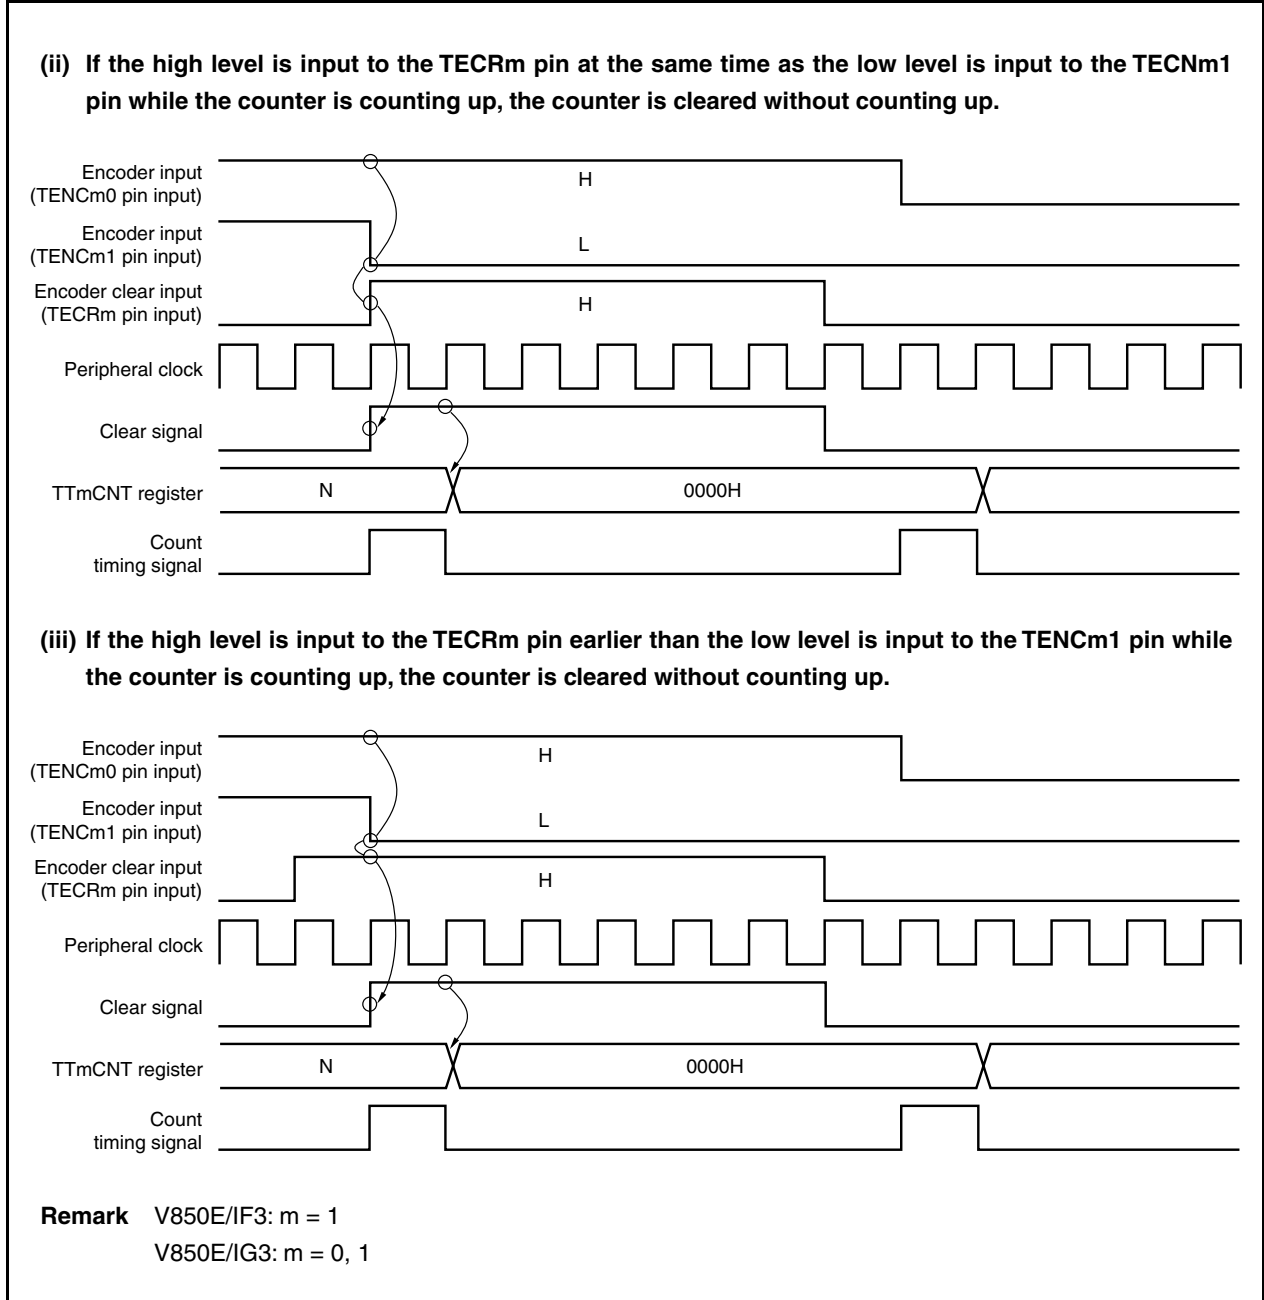 (ii) If the high level is input to the TECRm pin at the same time as the low level is input to the TECNm1
pin while the counter is counting up, the counter is cleared without counting up.
Encoder input
(TENCm0 pin input)
H
Encoder input
(TENCm1 pin input)
L
Encoder clear input
(TECRm pin input)
H
Peripheral clock
Clear signal
TTmCNT register
N
0000H
Count
timing signal
(iii) If the high level is input to the TECRm pin earlier than the low level is input to the TENCm1 pin while
the counter is counting up, the counter is cleared without counting up.
Encoder input
(TENCm0 pin input)
H
Encoder input
(TENCm1 pin input)
L
Encoder clear input
(TECRm pin input)
H
Peripheral clock
Clear signal
TTmCNT register
N
0000H
Count
timing signal
Remark V850E/IF3: m = 1
V850E/IG3: m = 0, 1